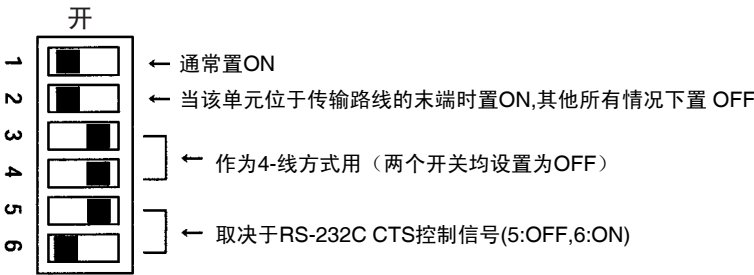 开
1 ← 通常置ON
2 ← 当该单元位于传输路线的末端时置ON,其他所有情况下置 OFF
3
4
← 作为4-线方式用（两个开关均设置为OFF）
5
6
← 取决于RS-232C CTS控制信号(5:OFF,6:ON)